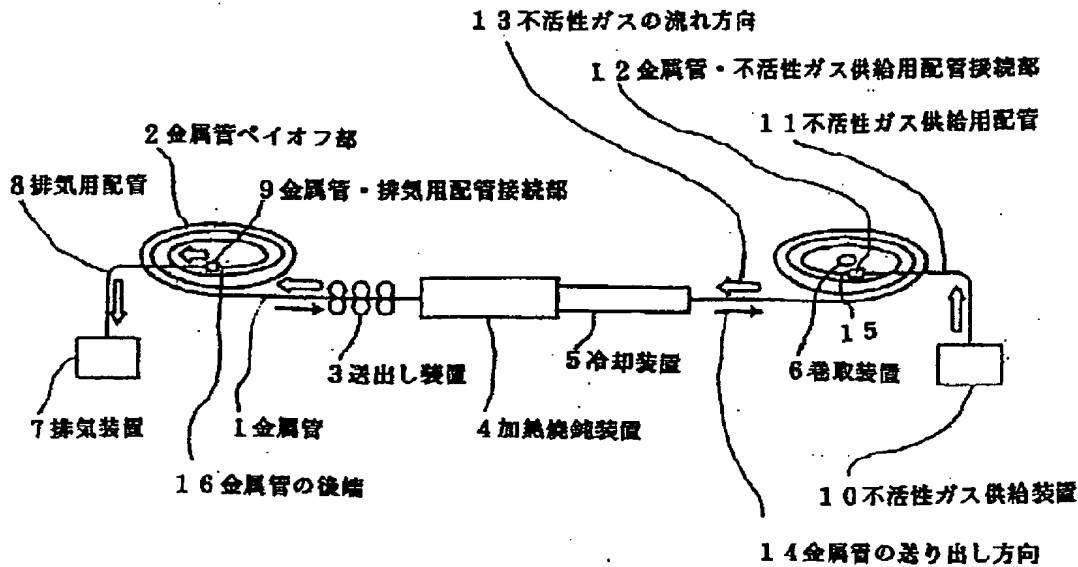 13不活性ガスの流れ方向
12金属管・不活性ガス供給用配管接続部
11不活性ガス供給用配管
2金属管ペイオフ部
8排気用配管
9金属管・排気用配管接続部
15
3送出し装置
5冷却装置
6巻取装置
7排気装置
1金属管
4加熱焼鈍装置
16金属管の後端
10不活性ガス供給装置
14金属管の送り出し方向